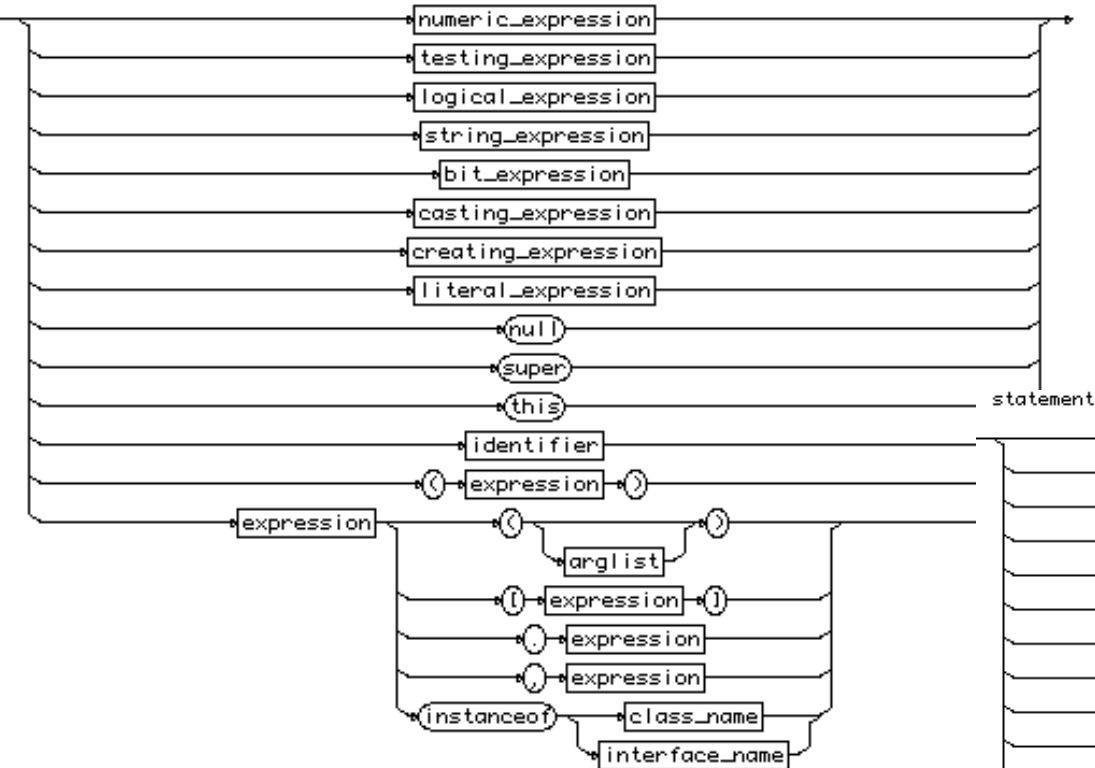 numeric_expression
testing_expression
logical_expression
string_expression
bit_expression
casting_expression
creating_expression
literal_expression
null
super
this
statement
identifier
( expression )
expression ( )
arglist
[ expression ]
. expression
, expression
instanceof class_name
interface_name